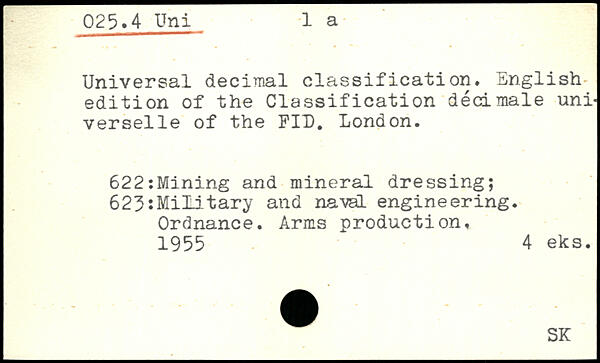 025.4 Uni 1 a
Universal decimal classification. English
edition of the Classification décimale uni-
verselle of the FID. London.
622:Mining and mineral dressing;
623:Military and naval engineering.
Ordnance. Arms production,
1955 4 eks.
SK